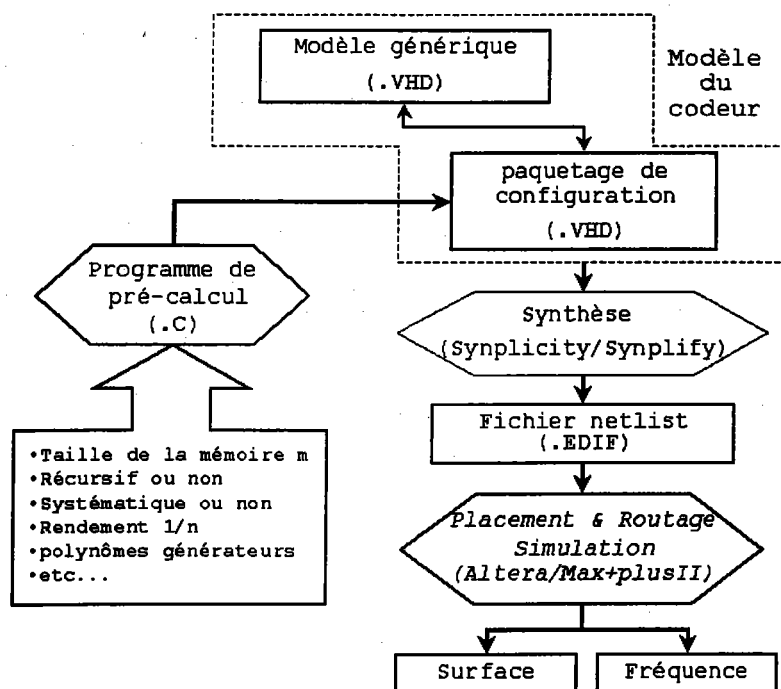 Modèle générique
(.VHD)
Modèle
du
codeur
paquetage de
configuration
(.VHD)
Programme de
pré-calcul
(.C)
Synthèse
(Synplicity/Synplify)
Fichier netlist
(.EDIF)
•Taille de la mémoire m
•Récursif ou non
•Systématique ou non
•Rendement 1/n
•polynômes générateurs
•etc...
Placement & Routage
Simulation
(Altera/Max+plusII)
Surface
Fréquence